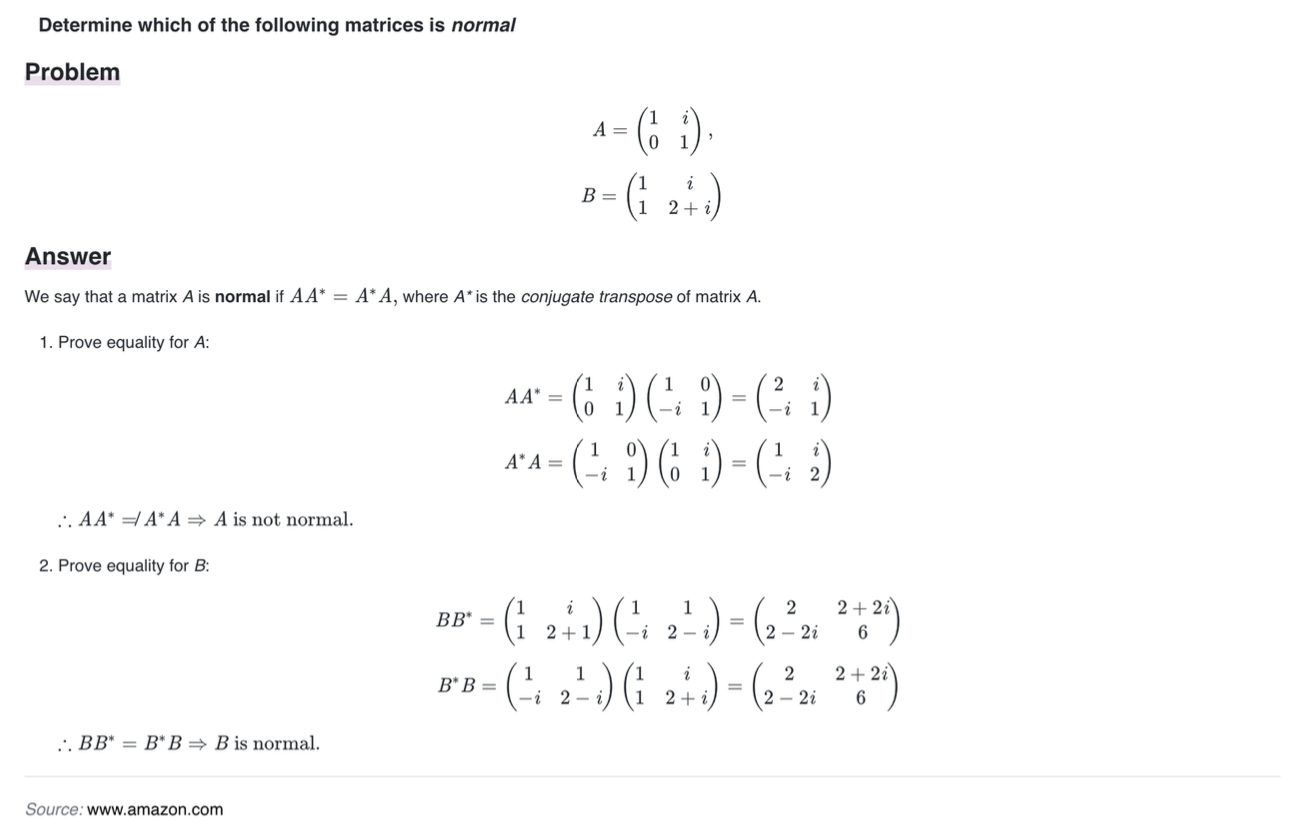 Determine which of the following matrices is normal
Problem
A = \begin{pmatrix} 1 & i \\ 0 & 1 \end{pmatrix},
B = \begin{pmatrix} 1 & i \\ 1 & 2 + i \end{pmatrix}
Answer
We say that a matrix A is normal if AA* = A*A, where A* is the conjugate transpose of matrix A.
1. Prove equality for A:
AA* = \begin{pmatrix} 1 & i \\ 0 & 1 \end{pmatrix} \begin{pmatrix} 1 & 0 \\ -i & 1 \end{pmatrix} = \begin{pmatrix} 2 & i \\ -i & 1 \end{pmatrix}
A*A = \begin{pmatrix} 1 & 0 \\ -i & 1 \end{pmatrix} \begin{pmatrix} 1 & i \\ 0 & 1 \end{pmatrix} = \begin{pmatrix} 1 & i \\ -i & 2 \end{pmatrix}
∴ AA* ≠ A*A ⇒ A is not normal.
2. Prove equality for B:
BB* = \begin{pmatrix} 1 & i \\ 1 & 2 + 1 \end{pmatrix} \begin{pmatrix} 1 & 1 \\ -i & 2 - i \end{pmatrix} = \begin{pmatrix} 2 & 2 + 2i \\ 2 - 2i & 6 \end{pmatrix}
B*B = \begin{pmatrix} 1 & 1 \\ -i & 2 - i \end{pmatrix} \begin{pmatrix} 1 & i \\ 1 & 2 + i \end{pmatrix} = \begin{pmatrix} 2 & 2 + 2i \\ 2 - 2i & 6 \end{pmatrix}
∴ BB* = B*B ⇒ B is normal.
Source: www.amazon.com